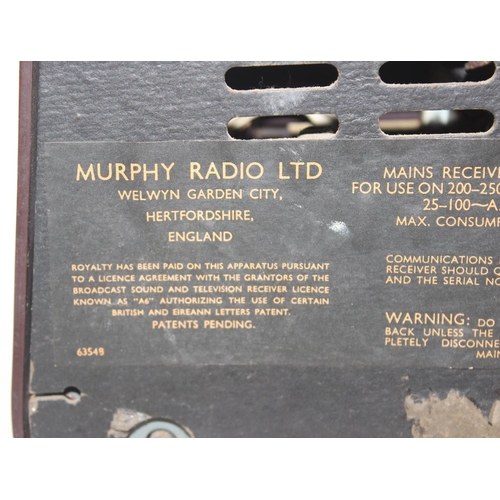 MURPHY RADIO LTD
WELWYN GARDEN CITY,
HERTFORDSHIRE,
ENGLAND
ROYALTY HAS BEEN PAID ON THIS APPARATUS PURSUANT
TO A LICENCE AGREEMENT WITH THE GRANTORS OF THE
BROADCAST SOUND AND TELEVISION RECEIVER LICENCE
KNOWN AS "A6" AUTHORIZING THE USE OF CERTAIN
BRITISH AND EIREANN LETTERS PATENT.
PATENTS PENDING.
63549
MAINS RECEIVE
FOR USE ON 200–250
25–100~A
MAX. CONSUMP
COMMUNICATIONS
RECEIVER SHOULD
AND THE SERIAL NO
WARNING: DO
BACK UNLESS THE
PLETELY DISCONNE
MAIN